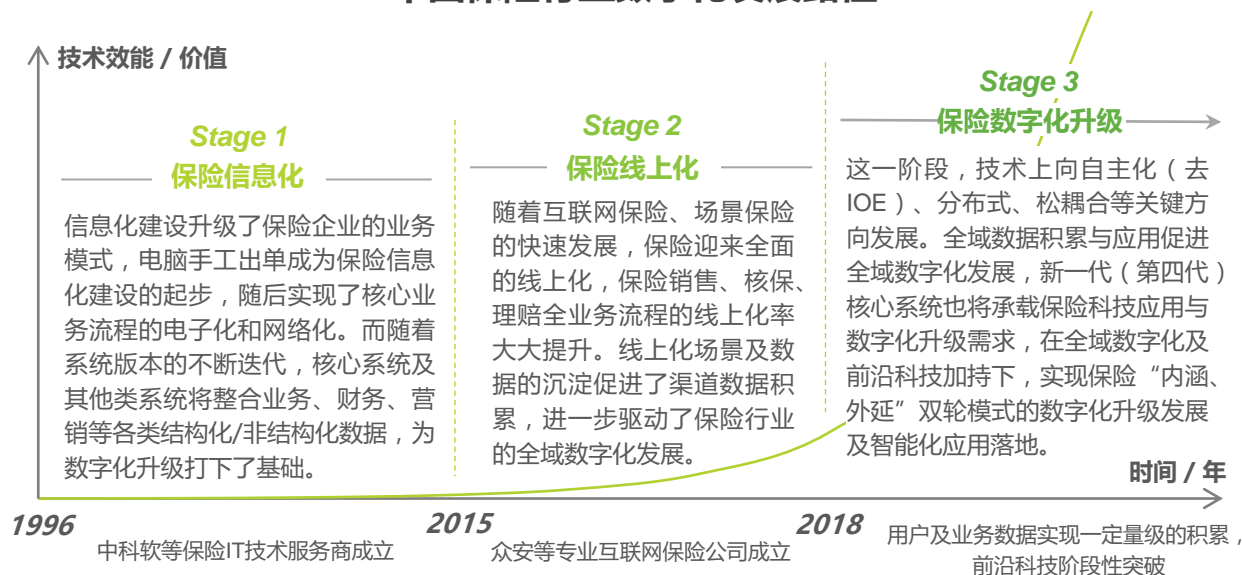 中国保险行业数字化发展路径
技术效能 / 价值
Stage 1
保险信息化
信息化建设升级了保险企业的业务
模式，电脑手工出单成为保险信息
化建设的起步，随后实现了核心业
务流程的电子化和网络化。而随着
系统版本的不断迭代，核心系统及
其他类系统将整合业务、财务、营
销等各类结构化/非结构化数据，为
数字化升级打下了基础。
Stage 2
保险线上化
随着互联网保险、场景保险
的快速发展，保险迎来全面
的线上化，保险销售、核保、
理赔全业务流程的线上化率
大大提升。线上化场景及数
据的沉淀促进了渠道数据积
累，进一步驱动了保险行业
的全域数字化发展。
Stage 3
保险数字化升级
这一阶段，技术上向自主化（去
IOE）、分布式、松耦合等关键方
向发展。全域数据积累与应用促进
全域数字化发展，新一代（第四代）
核心系统也将承载保险科技应用与
数字化升级需求，在全域数字化及
前沿科技加持下，实现保险“内涵、
外延”双轮模式的数字化升级发展
及智能化应用落地。
时间 / 年
1996
中科软等保险IT技术服务商成立
2015
众安等专业互联网保险公司成立
2018
用户及业务数据实现一定量级的积累，
前沿科技阶段性突破